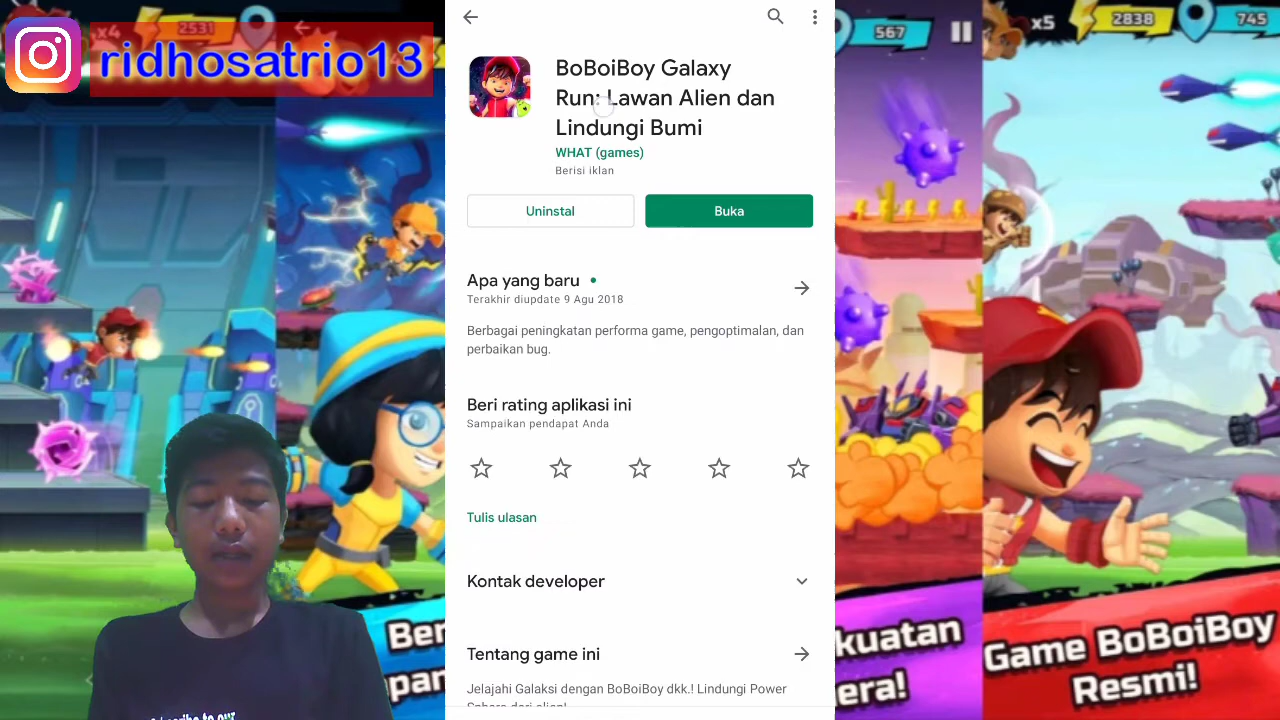 ridhosatrio13
x4
2531
BoBoiBoy Galaxy
Run: Lawan Alien dan
Lindungi Bumi
WHAT (games)
Berisi iklan
Uninstal
Buka
Apa yang baru
Terakhir diupdate 9 Agu 2018
Berbagai peningkatan performa game, pengoptimalan, dan
perbaikan bug.
Beri rating aplikasi ini
Sampaikan pendapat Anda
Tulis ulasan
Kontak developer
Tentang game ini
Jelajahi Galaksi dengan BoBoiBoy dkk.! Lindungi Power
567
x5
2838
745
Ber
pan
kuatan
era!
Game BoBoiBoy
Resmi!